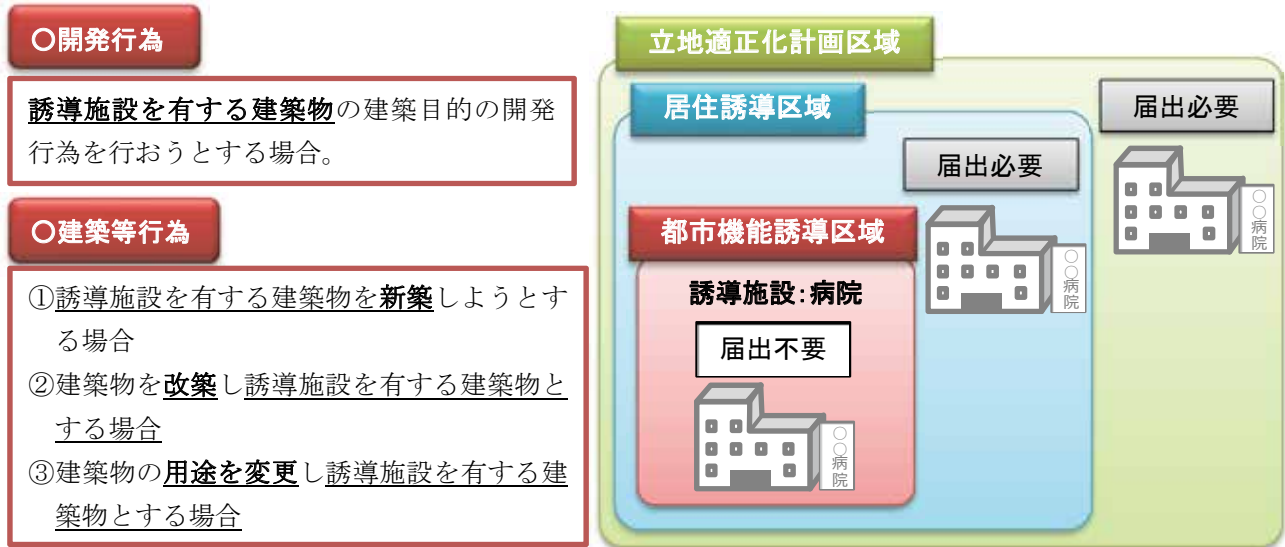 〇開発行為
誘導施設を有する建築物の建築目的の開発
行為を行おうとする場合。
〇建築等行為
①誘導施設を有する建築物を新築しようとす
る場合
②建築物を改築し誘導施設を有する建築物と
する場合
③建築物の用途を変更し誘導施設を有する建
築物とする場合
立地適正化計画区域
届出必要
〇〇病院
居住誘導区域
届出必要
〇〇病院
都市機能誘導区域
誘導施設:病院
届出不要
〇〇病院